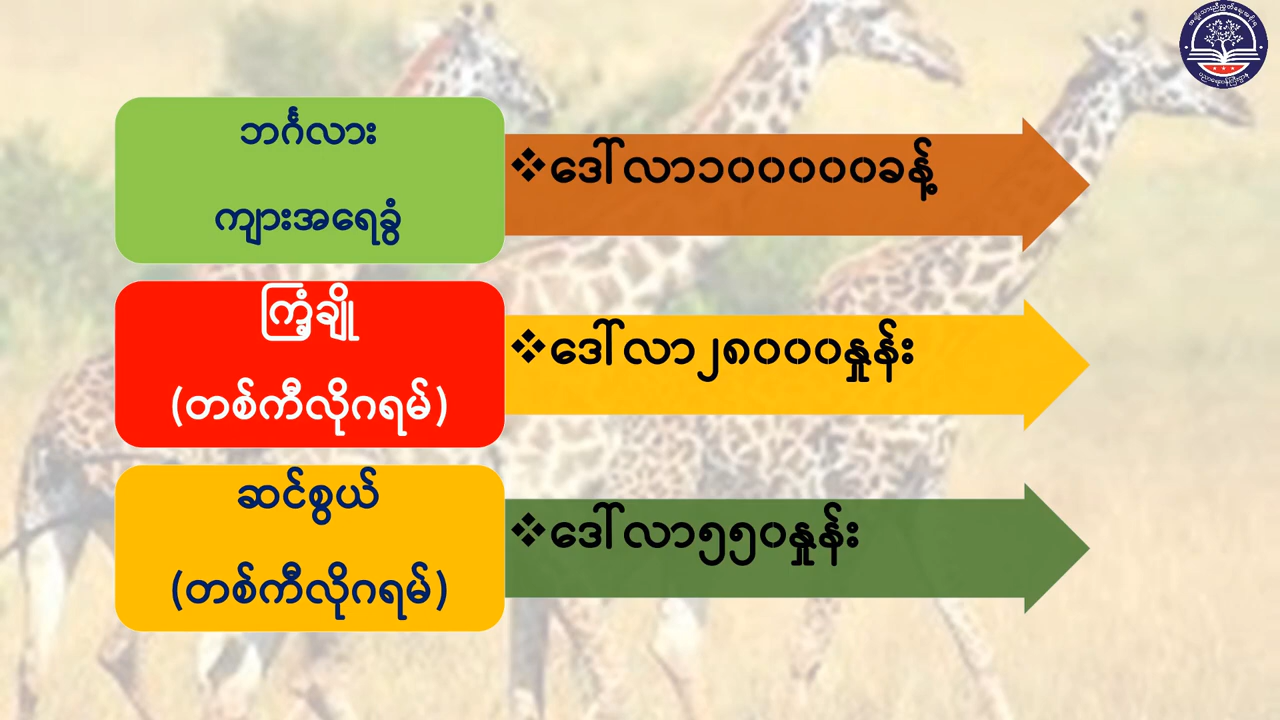 ဘင်္ဂလား
ကျားအရေခွံ
❖ဒေါ်လာ၁၀၀၀၀၀ခန့်
ကြံ့ချို
(တစ်ကီလိုဂရမ်)
❖ဒေါ်လာ၂၈၀၀၀နှုန်း
ဆင်စွယ်
(တစ်ကီလိုဂရမ်)
❖ဒေါ်လာ၅၅၀နှုန်း